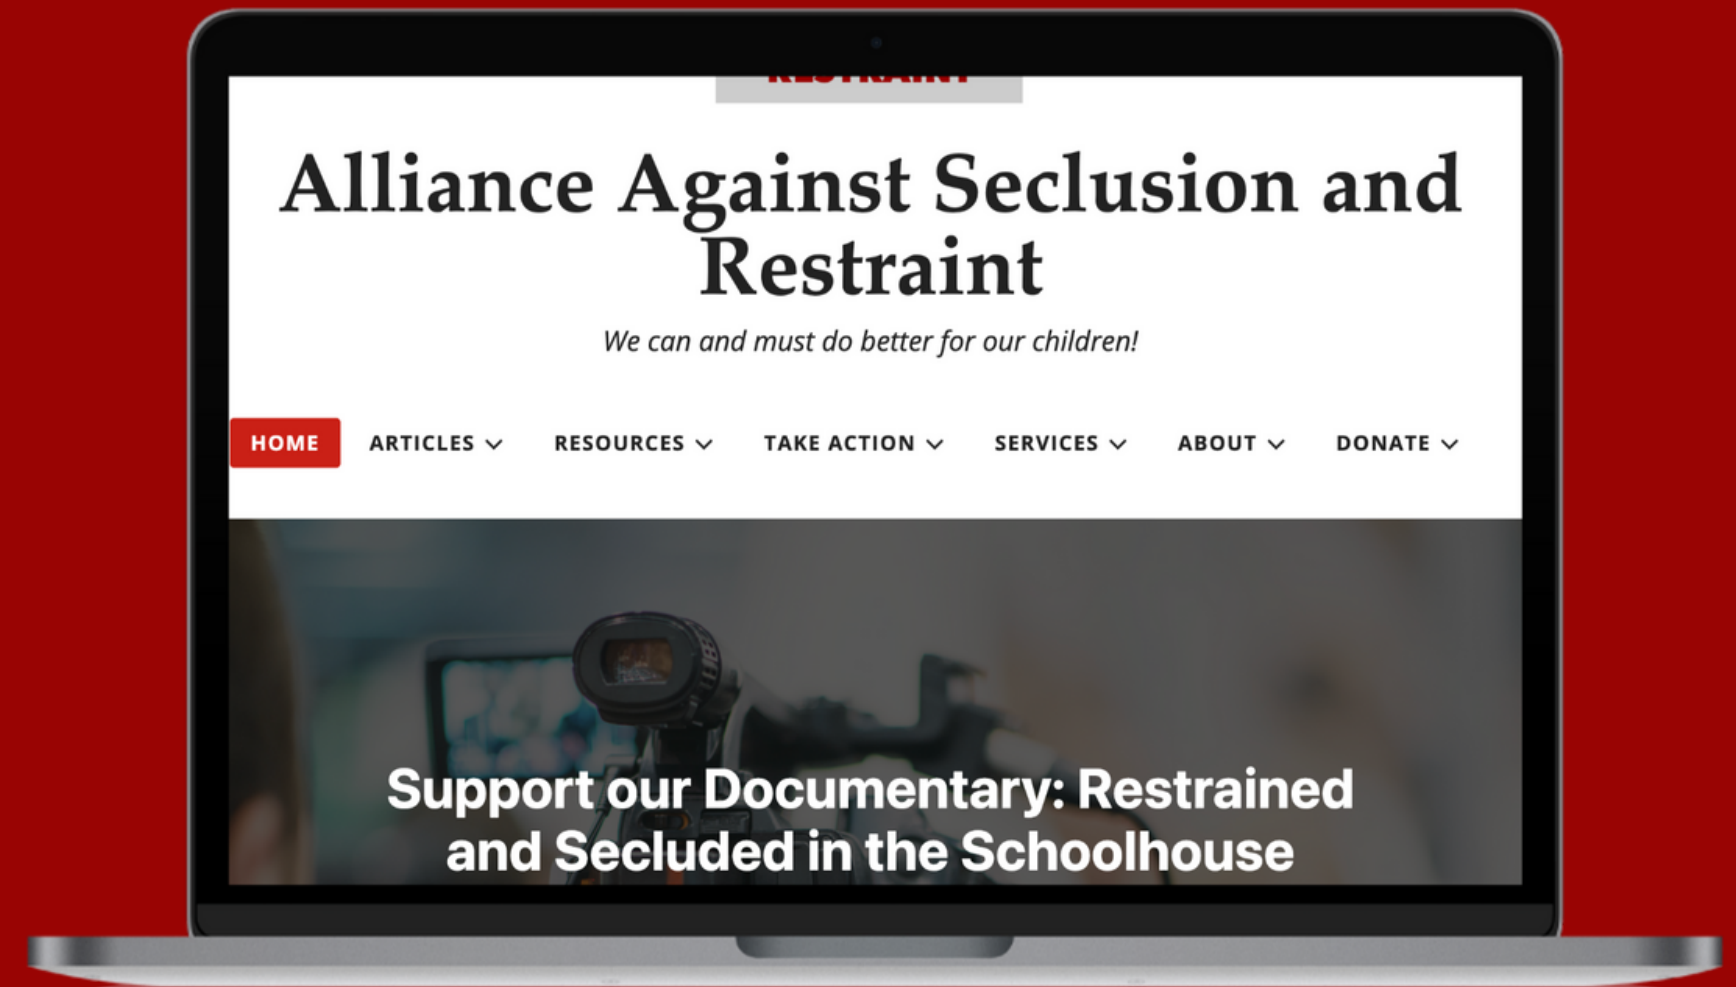 RESTRAINT
Alliance Against Seclusion and
Restraint
We can and must do better for our children!
HOME ARTICLES RESOURCES TAKE ACTION SERVICES ABOUT DONATE
Support our Documentary: Restrained
and Secluded in the Schoolhouse